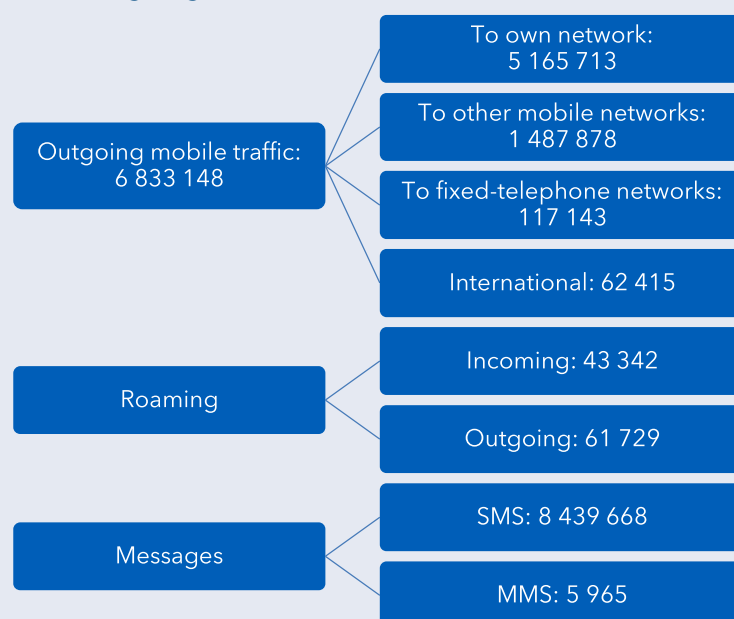 Outgoing mobile traffic:
6 833 148
To own network:
5 165 713
To other mobile networks:
1 487 878
To fixed-telephone networks:
117 143
International: 62 415
Roaming
Incoming: 43 342
Outgoing: 61 729
Messages
SMS: 8 439 668
MMS: 5 965